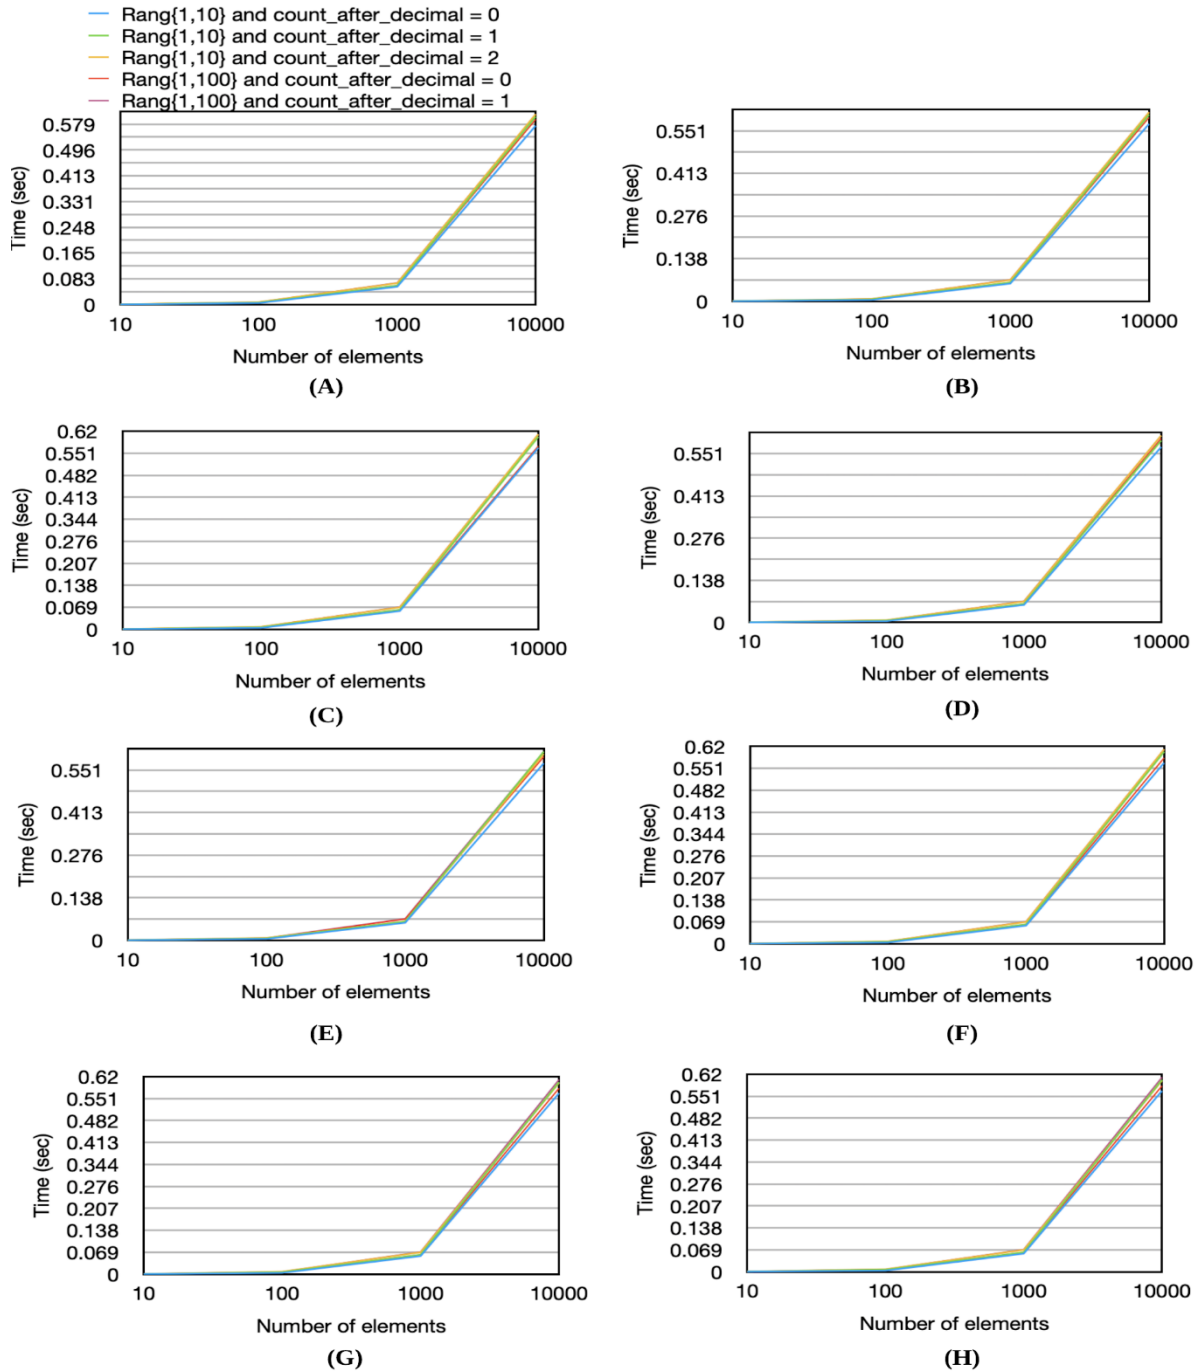 Rang{1,10} and count_after_decimal = 0
Rang{1,10} and count_after_decimal = 1
Rang{1,10} and count_after_decimal = 2
Rang{1,100} and count_after_decimal = 0
Rang{1,100} and count_after_decimal = 1
Time (sec)
0.579
0.496
0.413
0.331
0.248
0.165
0.083
0
10 100 1000 10000
Number of elements
(A)
Time (sec)
0.551
0.413
0.276
0.138
0
10 100 1000 10000
Number of elements
(B)
Time (sec)
0.62
0.551
0.482
0.413
0.344
0.276
0.207
0.138
0.069
0
10 100 1000 10000
Number of elements
(C)
Time (sec)
0.551
0.413
0.276
0.138
0
10 100 1000 10000
Number of elements
(D)
Time (sec)
0.551
0.413
0.276
0.138
0
10 100 1000 10000
Number of elements
(E)
Time (sec)
0.62
0.551
0.482
0.413
0.344
0.276
0.207
0.138
0.069
0
10 100 1000 10000
Number of elements
(F)
Time (sec)
0.62
0.551
0.482
0.413
0.344
0.276
0.207
0.138
0.069
0
10 100 1000 10000
Number of elements
(G)
Time (sec)
0.62
0.551
0.482
0.413
0.344
0.276
0.207
0.138
0.069
0
10 100 1000 10000
Number of elements
(H)